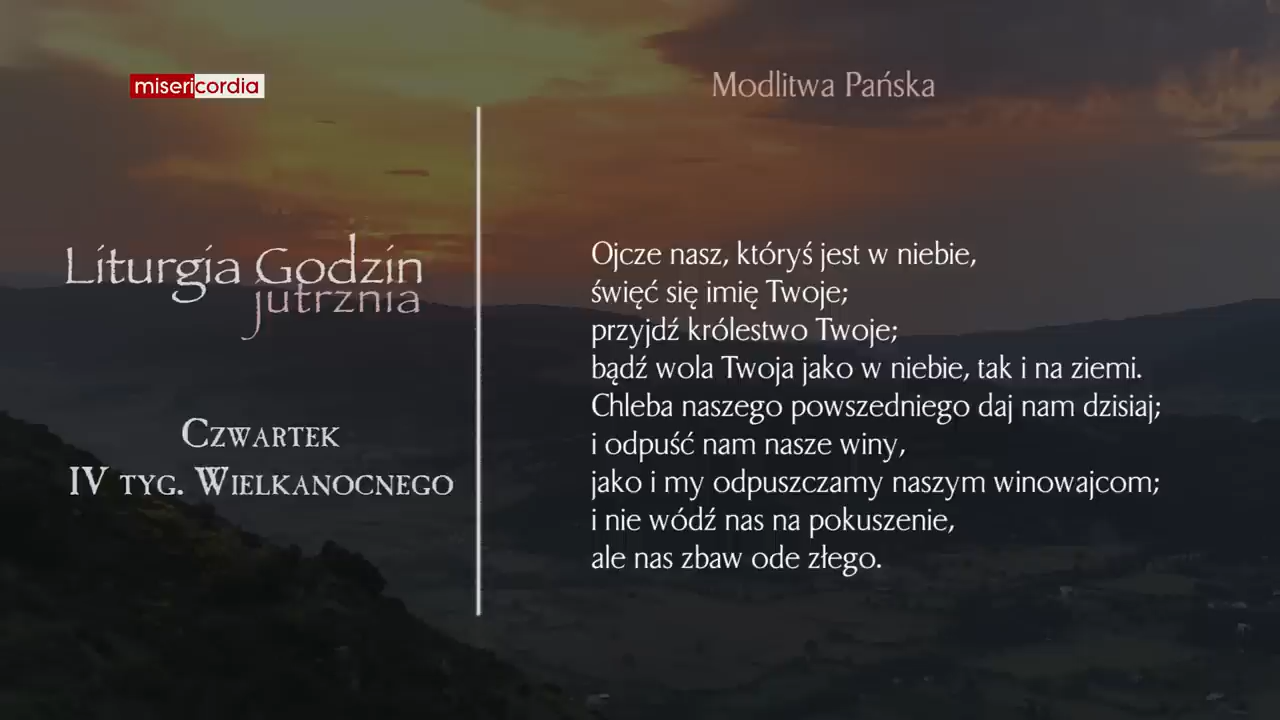 misericordia
Liturgia Godzin
jutrznia
Czwartek
IV tyg. Wielkanocnego
Modlitwa Pańska
Ojcze nasz, któryś jest w niebie,
święć się imię Twoje;
przyjdź królestwo Twoje;
bądź wola Twoja jako w niebie, tak i na ziemi.
Chleba naszego powszedniego daj nam dzisiaj;
i odpuść nam nasze winy,
jako i my odpuszczamy naszym winowajcom;
i nie wódź nas na pokuszenie,
ale nas zbaw ode złego.